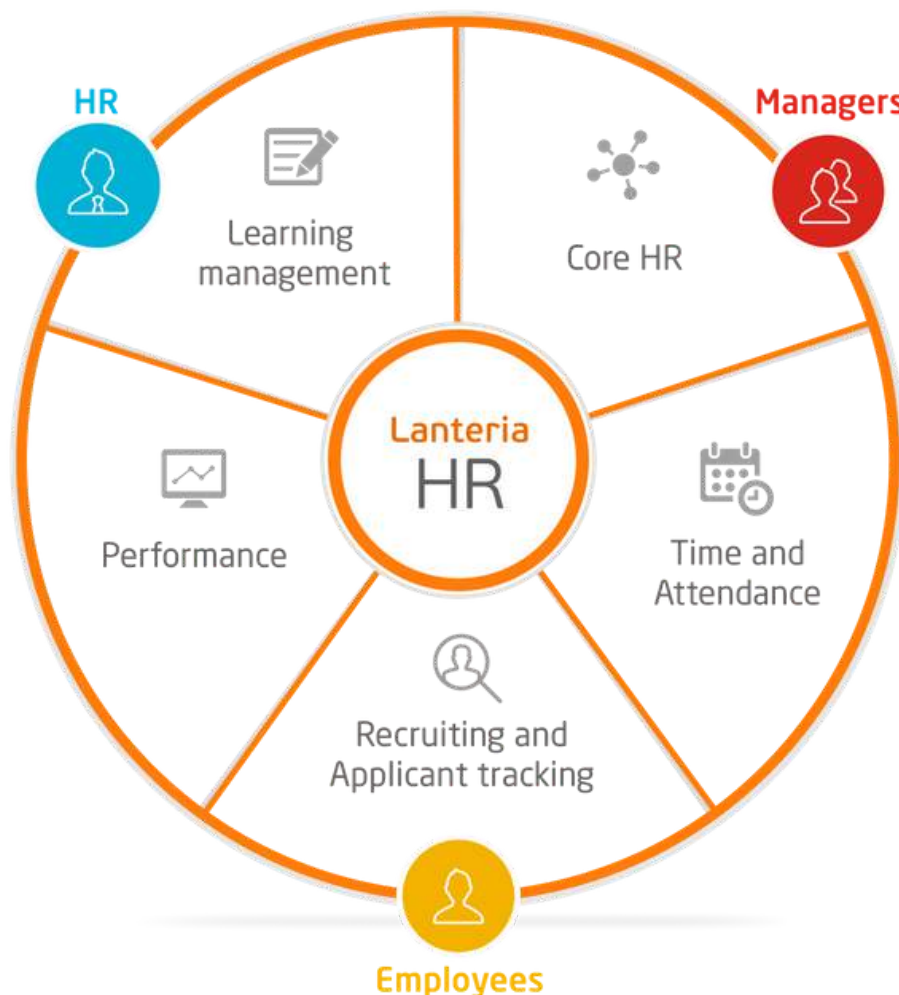 HR
Managers
Learning
management
Core HR
Lanteria
HR
Performance
Time and
Attendance
Recruiting and
Applicant tracking
Employees